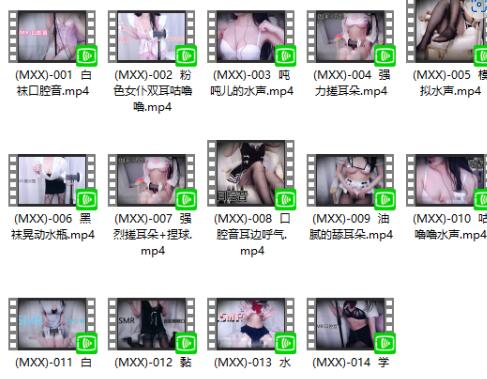 (MXX)-001 白
袜口腔音.mp4
(MXX)-002 粉
色女仆双耳咕噜
噜.mp4
(MXX)-003 吨
吨儿的水声.mp4
(MXX)-004 强
力搓耳朵.mp4
(MXX)-005 模
拟水声.mp4
(MXX)-006 黑
袜晃动水瓶.mp4
(MXX)-007 强
烈搓耳朵+捏球.
mp4
(MXX)-008 口
腔音耳边呼气.
mp4
(MXX)-009 油
腻的舔耳朵.mp4
(MXX)-010 咕
噜噜水声.mp4
SMR
(MXX)-011 白
(MXX)-012 黏
(MXX)-013 水
(MXX)-014 学